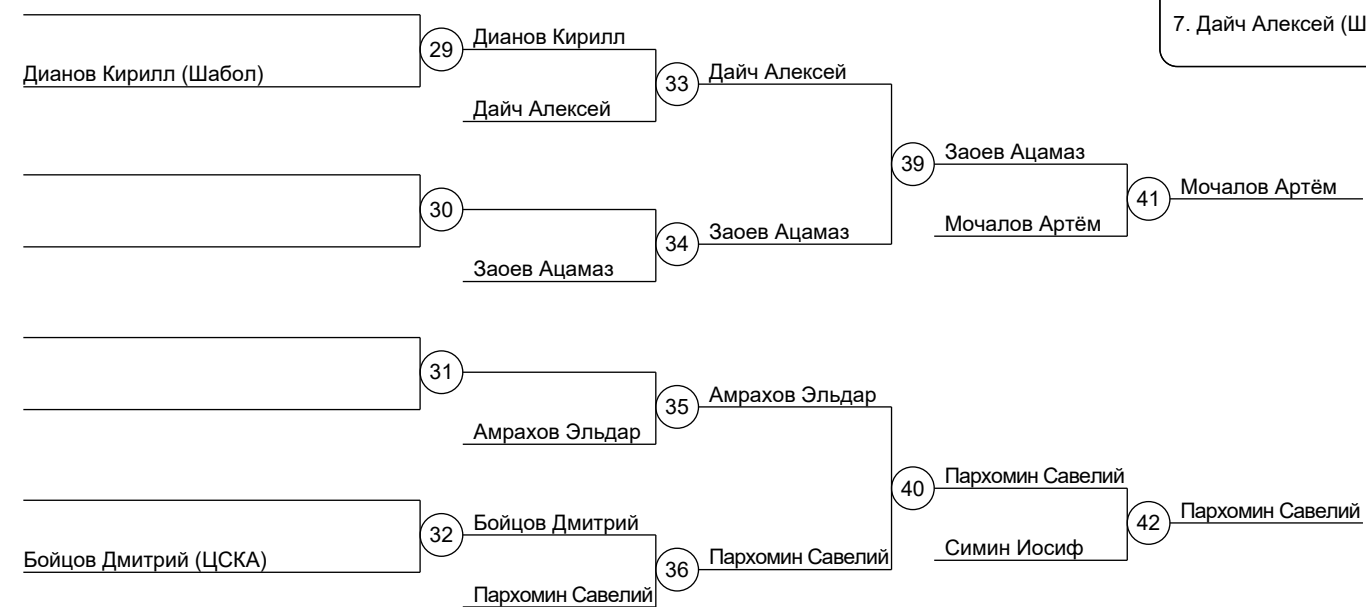 7. Дайч Алексей (Ш
29
Дианов Кирилл
Дианов Кирилл (Шабол)
33
Дайч Алексей
Дайч Алексей
39
Заоев Ацамаз
30
34
Заоев Ацамаз
Заоев Ацамаз
Мочалов Артём
41
Мочалов Артём
31
35
Амрахов Эльдар
Амрахов Эльдар
40
Пархомин Савелий
32
Бойцов Дмитрий
Бойцов Дмитрий (ЦСКА)
36
Пархомин Савелий
Пархомин Савелий
Симин Иосиф
42
Пархомин Савелий